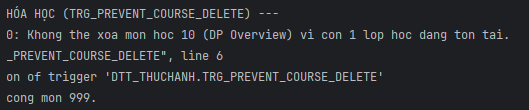 HÓA HỌC (TRG_PREVENT_COURSE_DELETE) ---
0: Khong the xoa mon hoc 10 (DP Overview) vi con 1 lop hoc dang ton tai.
_PREVENT_COURSE_DELETE", line 6
on of trigger 'DTT_THUCHANH.TRG_PREVENT_COURSE_DELETE'
cong mon 999.